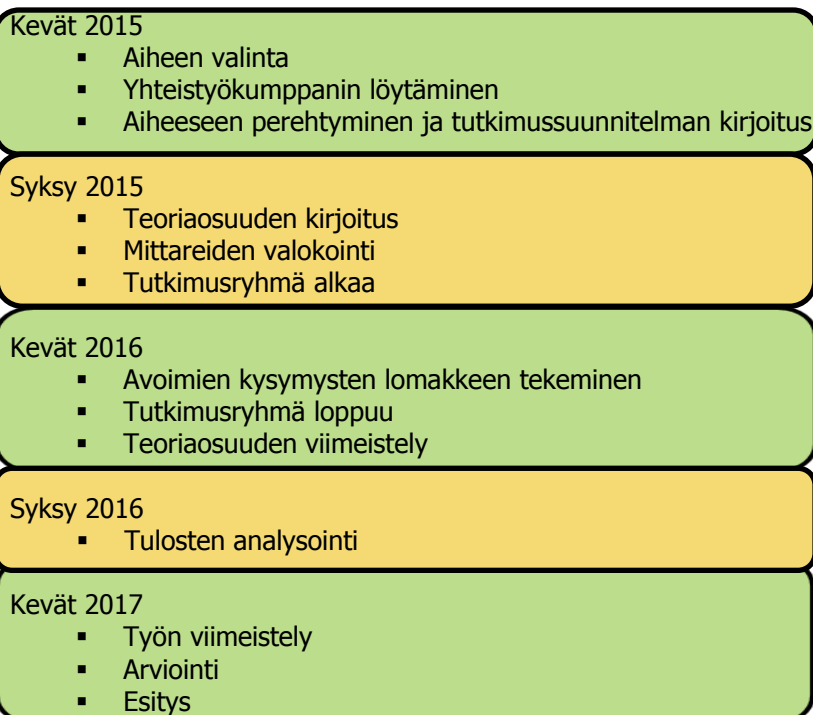 Kevät 2015
▪ Aiheen valinta
▪ Yhteistyökumppanin löytäminen
▪ Aiheeseen perehtyminen ja tutkimussuunnitelman kirjoitus
Syksy 2015
▪ Teoriaosuuden kirjoitus
▪ Mittareiden valokointi
▪ Tutkimusryhmä alkaa
Kevät 2016
▪ Avoimien kysymysten lomakkeen tekeminen
▪ Tutkimusryhmä loppuu
▪ Teoriaosuuden viimeistely
Syksy 2016
▪ Tulosten analysointi
Kevät 2017
▪ Työn viimeistely
▪ Arviointi
▪ Esitys